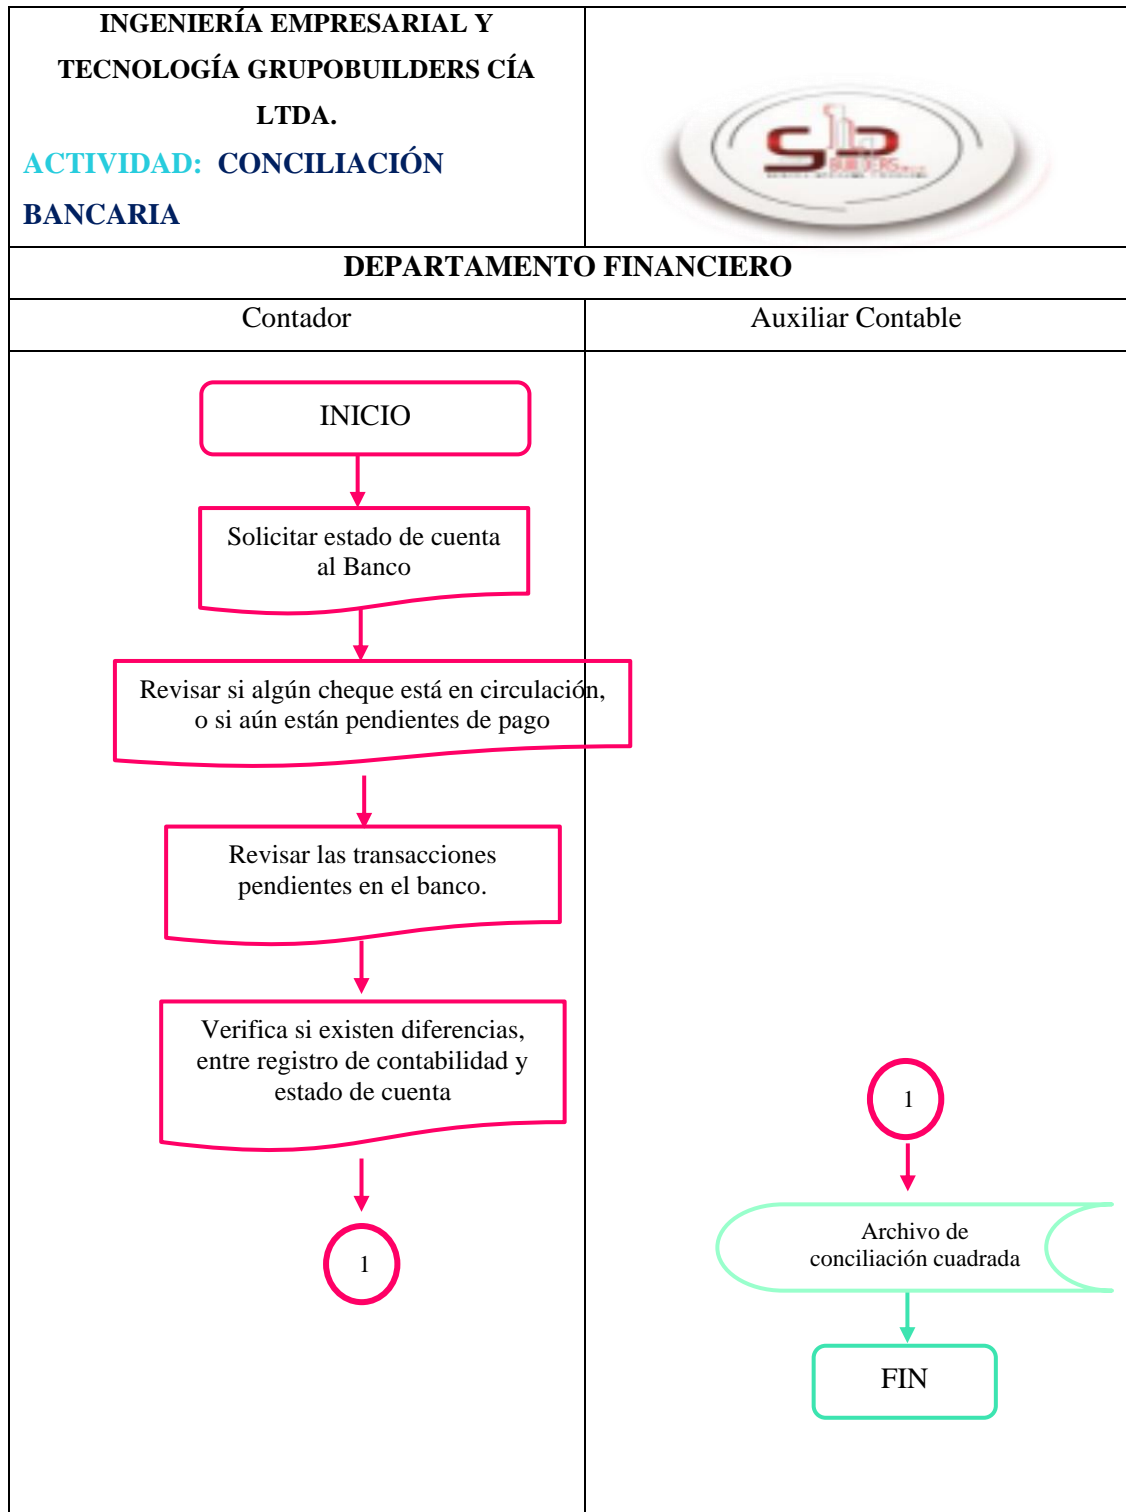 INGENIERÍA EMPRESARIAL Y
TECNOLOGÍA GRUPOBUILDERS CÍA
LTDA.
ACTIVIDAD: CONCILIACIÓN
BANCARIA
BUILDERS
DEPARTAMENTO FINANCIERO
Contador
Auxiliar Contable
INICIO
Solicitar estado de cuenta
al Banco
Revisar si algún cheque está en circulación,
o si aún están pendientes de pago
Revisar las transacciones
pendientes en el banco.
Verifica si existen diferencias,
entre registro de contabilidad y
estado de cuenta
1
1
Archivo de
conciliación cuadrada
FIN